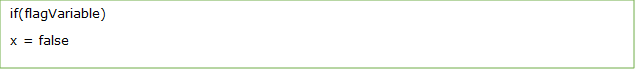 if(flagVariable)
x = false